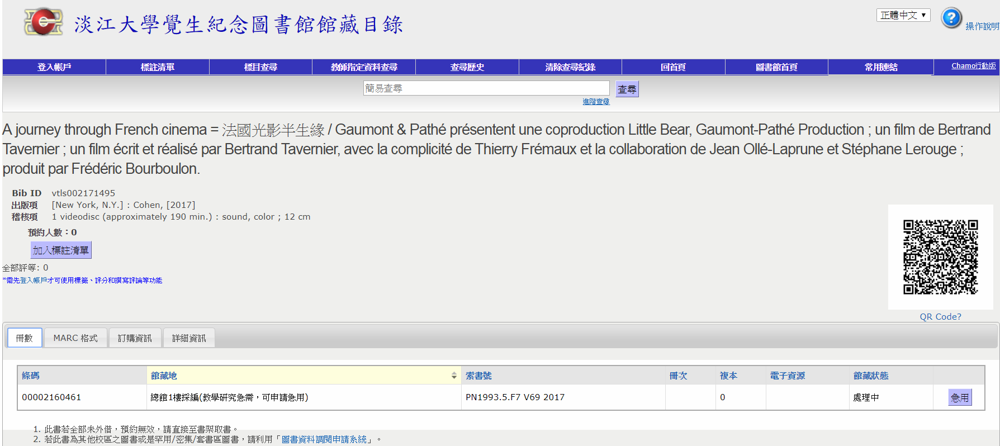 淡江大學覺生紀念圖書館館藏目錄
正體中文
操作說明
登入帳戶 標註清單 標目查尋 教師指定資料查尋 查尋歷史 清除查尋紀錄 回首頁 圖書館首頁 常用連結 Chamo行動版
簡易查尋 查尋
進階查尋
A journey through French cinema = 法國光影半生緣 / Gaumont & Pathé présentent une coproduction Little Bear, Gaumont-Pathé Production ; un film de Bertrand
Tavernier ; un film écrit et réalisé par Bertrand Tavernier, avec la complicité de Thierry Frémaux et la collaboration de Jean Ollé-Laprune et Stéphane Lerouge ;
produit par Frédéric Bourboulon.
Bib ID vtls002171495
出版項 [New York, N.Y.] : Cohen, [2017]
稽核項 1 videodisc (approximately 190 min.) : sound, color ; 12 cm
預約人數：0
加入標註清單
全部評等: 0
*需先登入帳戶才可使用標籤、評分和撰寫評論等功能
QR Code?
冊數 MARC 格式 訂購資訊 詳細資訊
條碼 館藏地 索書號 冊次 複本 電子資源 館藏狀態
00002160461 總館1樓採編(教學研究急需，可申請急用) PN1993.5.F7 V69 2017 0 處理中 急用
1. 此書若全部未外借，預約無效，請直接至書架取書。
2. 若此書為其他校區之圖書或是罕用/密集/套書區圖書，請利用「圖書資料調閱申請系統」。